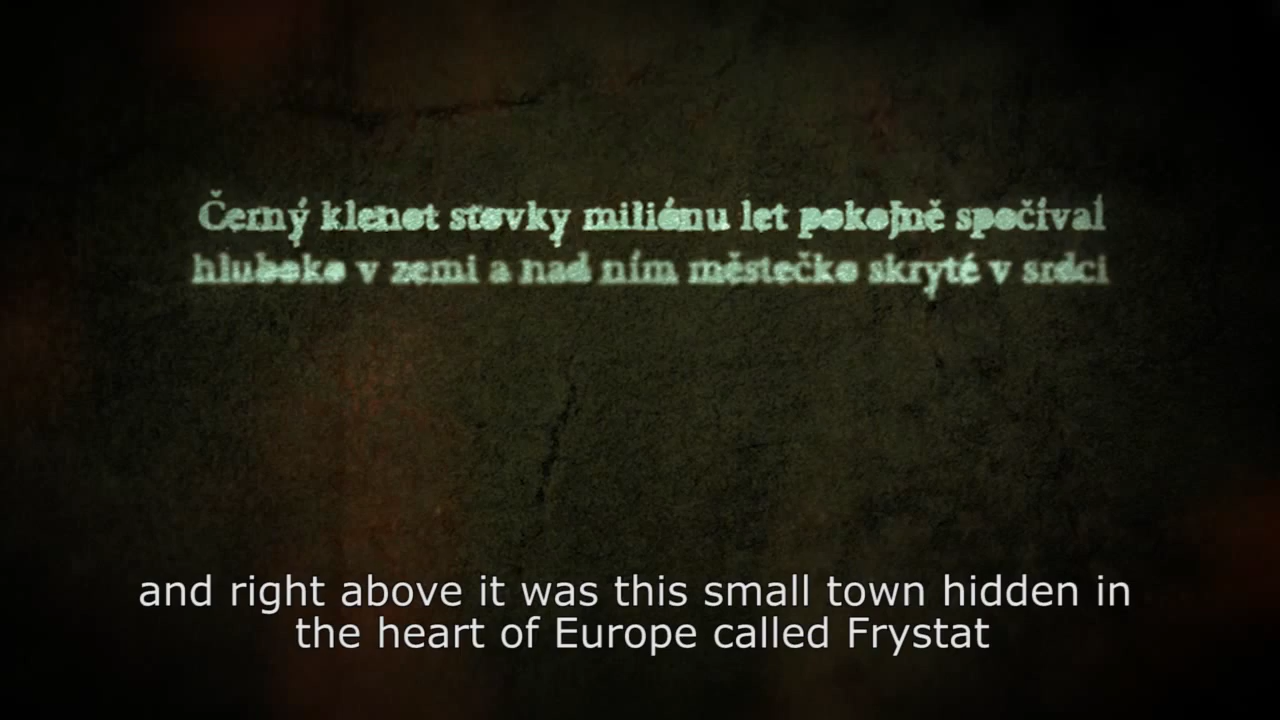 Černý klenot stovky miliónu let pokojně spočíval
hluboko v zemi a nad ním městečko skryté v srdci
and right above it was this small town hidden in
the heart of Europe called Frystat